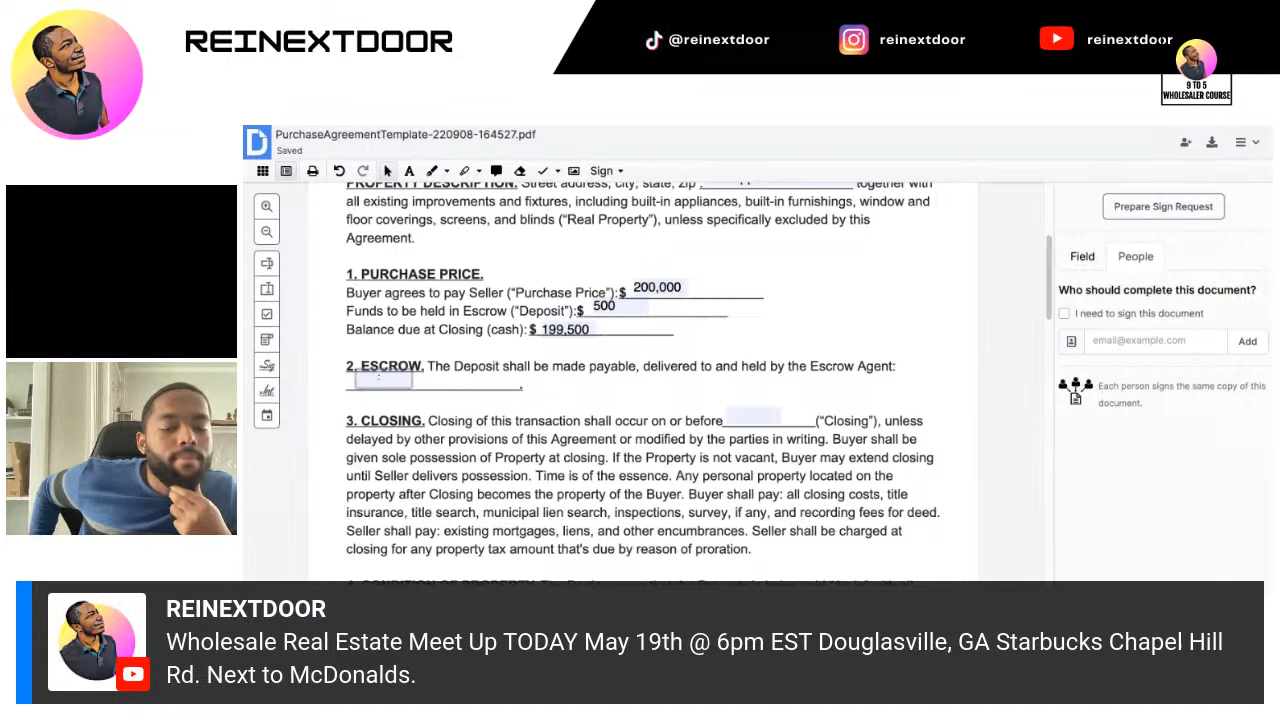 REINEXTDOOR
@reinextdoor
reinextdoor
reinextdoor
9 TO 5
WHOLESALER COURSE
PurchaseAgreementTemplate-220908-164527.pdf
Saved
Sign
PROPERTY DESCRIPTION. Street address, city, state, zip together with
all existing improvements and fixtures, including built-in appliances, built-in furnishings, window and
floor coverings, screens, and blinds (“Real Property”), unless specifically excluded by this
Agreement.
1. PURCHASE PRICE.
Buyer agrees to pay Seller (“Purchase Price”):$ 200,000
Funds to be held in Escrow (“Deposit”):$ 500
Balance due at Closing (cash): $ 199,500
2. ESCROW. The Deposit shall be made payable, delivered to and held by the Escrow Agent:
.
3. CLOSING. Closing of this transaction shall occur on or before (“Closing”), unless
delayed by other provisions of this Agreement or modified by the parties in writing. Buyer shall be
given sole possession of Property at closing. If the Property is not vacant, Buyer may extend closing
until Seller delivers possession. Time is of the essence. Any personal property located on the
property after Closing becomes the property of the Buyer. Buyer shall pay: all closing costs, title
insurance, title search, municipal lien search, inspections, survey, if any, and recording fees for deed.
Seller shall pay: existing mortgages, liens, and other encumbrances. Seller shall be charged at
closing for any property tax amount that's due by reason of proration.
Prepare Sign Request
Field People
Who should complete this document?
I need to sign this document
email@example.com Add
Each person signs the same copy of this
document.
REINEXTDOOR
Wholesale Real Estate Meet Up TODAY May 19th @ 6pm EST Douglasville, GA Starbucks Chapel Hill
Rd. Next to McDonalds.